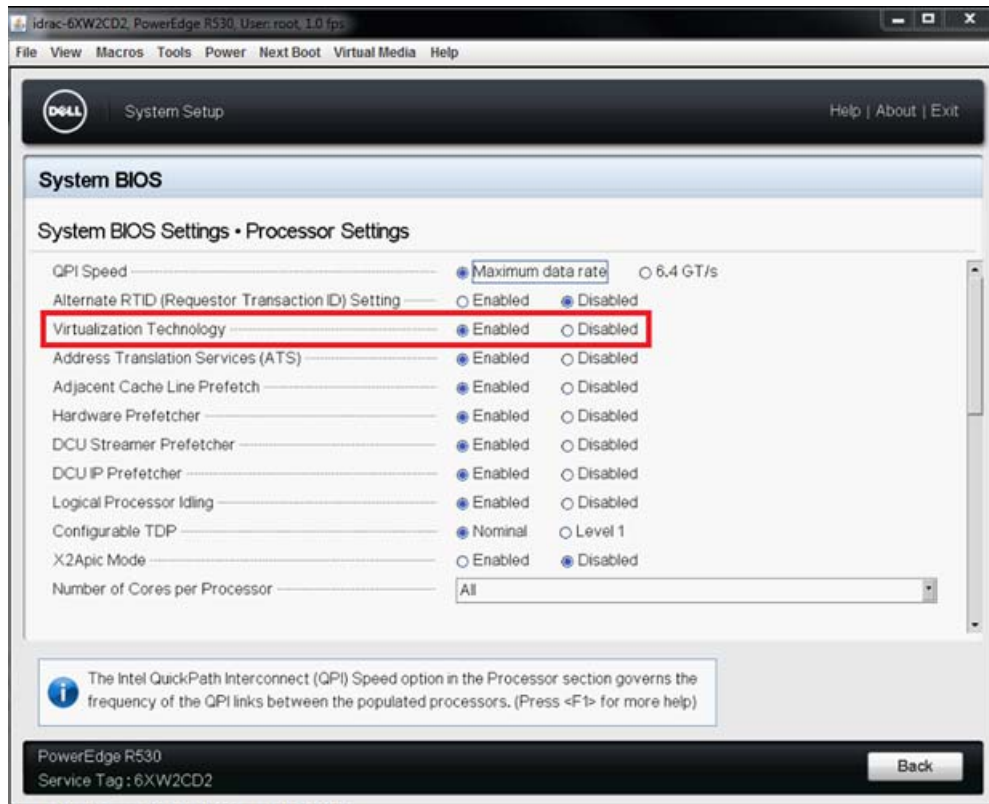 idrac-6XW2CD2, PowerEdge R530, User: root, 1.0 fps
File View Macros Tools Power Next Boot Virtual Media Help
DELL System Setup Help | About | Exit
System BIOS
System BIOS Settings • Processor Settings
QPI Speed Maximum data rate 6.4 GT/s
Alternate RTID (Requestor Transaction ID) Setting Enabled Disabled
Virtualization Technology Enabled Disabled
Address Translation Services (ATS) Enabled Disabled
Adjacent Cache Line Prefetch Enabled Disabled
Hardware Prefetcher Enabled Disabled
DCU Streamer Prefetcher Enabled Disabled
DCU IP Prefetcher Enabled Disabled
Logical Processor Idling Enabled Disabled
Configurable TDP Nominal Level 1
X2Apic Mode Enabled Disabled
Number of Cores per Processor All
The Intel QuickPath Interconnect (QPI) Speed option in the Processor section governs the
frequency of the QPI links between the populated processors. (Press <F1> for more help)
PowerEdge R530
Service Tag : 6XW2CD2
Back